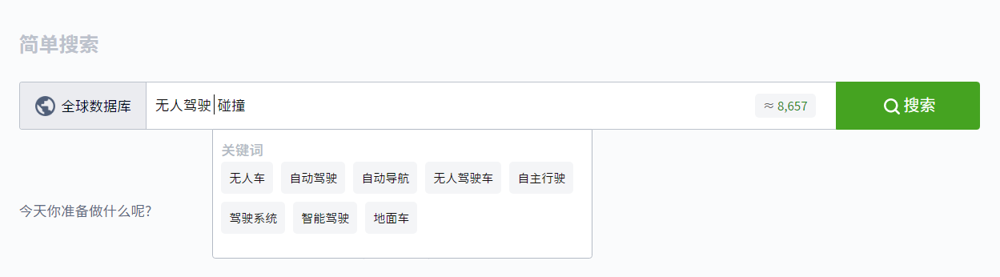 简单搜索
全球数据库 无人驾驶 碰撞 ≈ 8,657 搜索
关键词
无人车 自动驾驶 自动导航 无人驾驶车 自主行驶
今天你准备做什么呢?
驾驶系统 智能驾驶 地面车